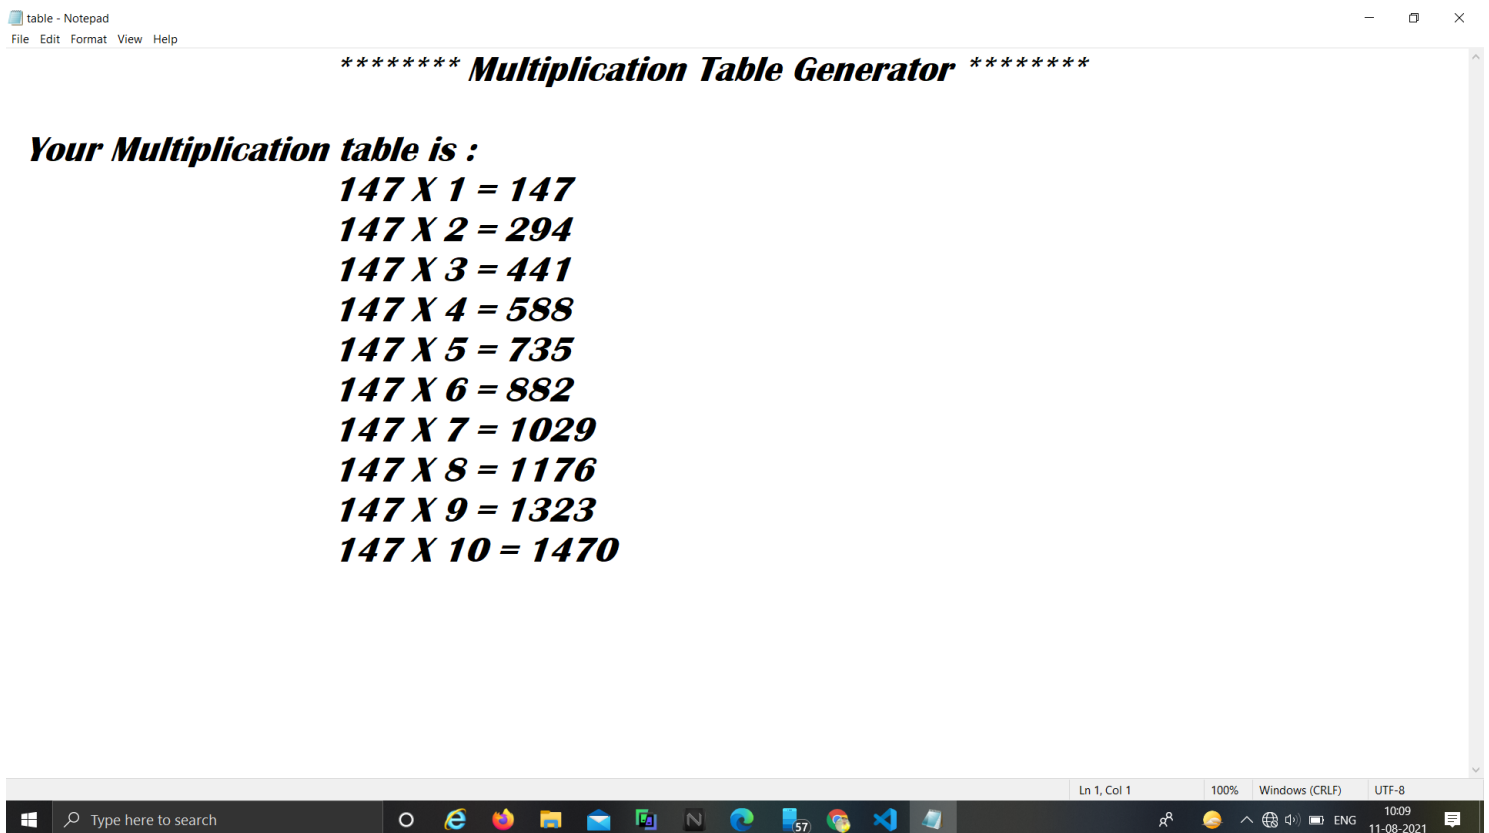 table - Notepad
File Edit Format View Help
******** Multiplication Table Generator ********
Your Multiplication table is :
147 X 1 = 147
147 X 2 = 294
147 X 3 = 441
147 X 4 = 588
147 X 5 = 735
147 X 6 = 882
147 X 7 = 1029
147 X 8 = 1176
147 X 9 = 1323
147 X 10 = 1470
Ln 1, Col 1 100% Windows (CRLF) UTF-8
Type here to search 57 ENG 10:09
11-08-2021